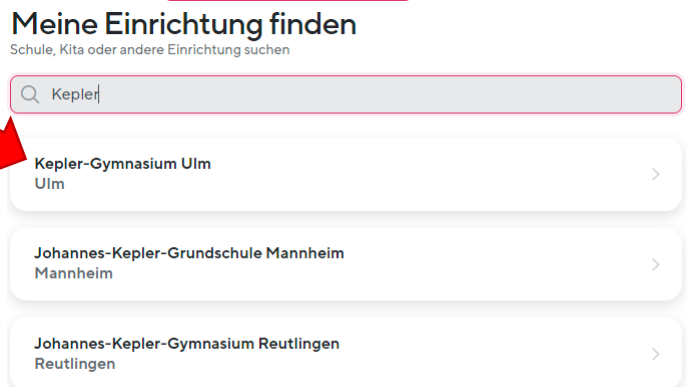 Meine Einrichtung finden
Schule, Kita oder andere Einrichtung suchen
Kepler
Kepler-Gymnasium Ulm
Ulm
Johannes-Kepler-Grundschule Mannheim
Mannheim
Johannes-Kepler-Gymnasium Reutlingen
Reutlingen